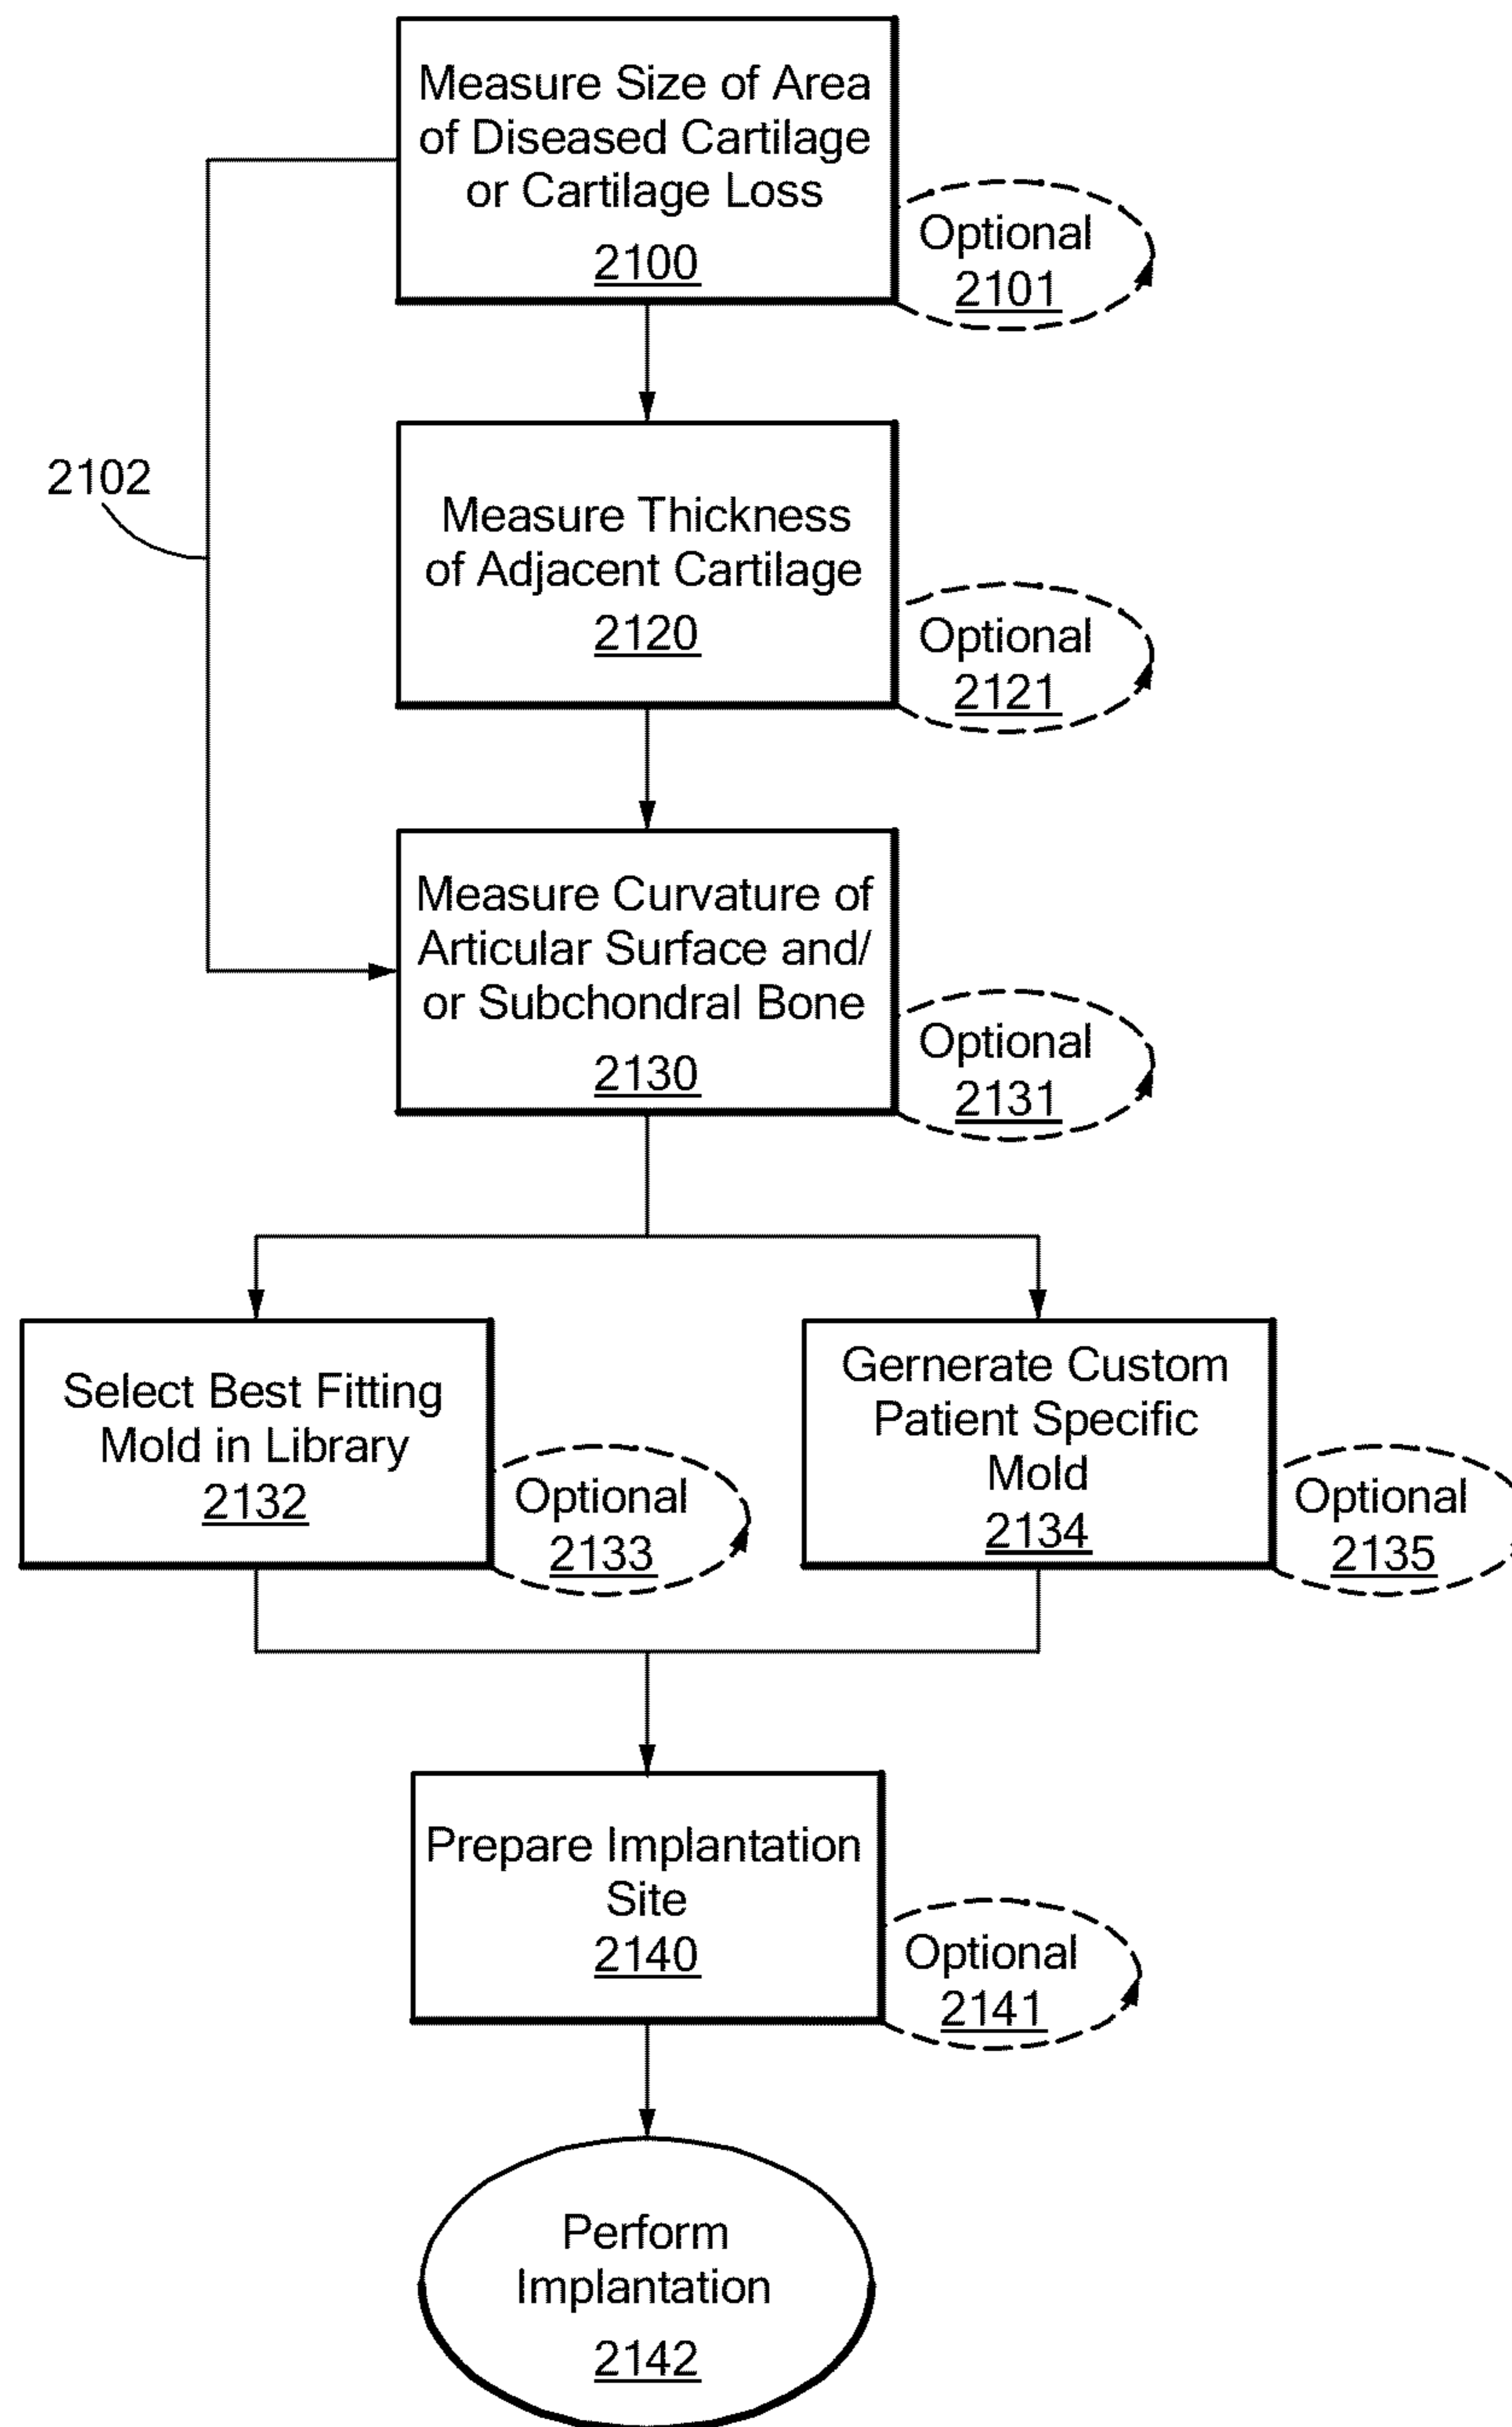 Measure Size of Area
of Diseased Cartilage
or Cartilage Loss
2100
Optional
2101
2102
Measure Thickness
of Adjacent Cartilage
2120
Optional
2121
Measure Curvature of
Articular Surface and/
or Subchondral Bone
2130
Optional
2131
Select Best Fitting
Mold in Library
2132
Optional
2133
Gernerate Custom
Patient Specific
Mold
2134
Optional
2135
Prepare Implantation
Site
2140
Optional
2141
Perform
Implantation
2142